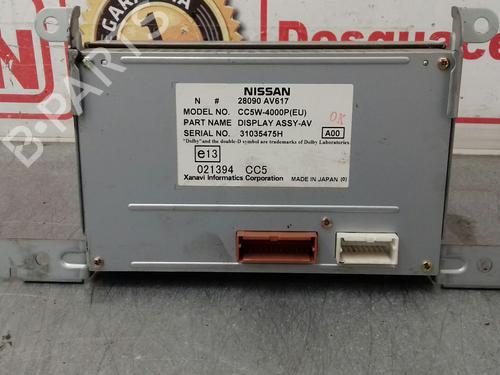 GARANTIZADA
Desguac
B-PARTS
NISSAN
N # 28090 AV617
MODEL NO. CC5W-4000P(EU)
PART NAME DISPLAY ASSY-AV
SERIAL NO. 31035475H
OK
A00
"Dolby" and the double-D symbol are trademarks of Dolby Laboratories
e13
021394 CC5
Xanavi Informatics Corporation MADE IN JAPAN (0)